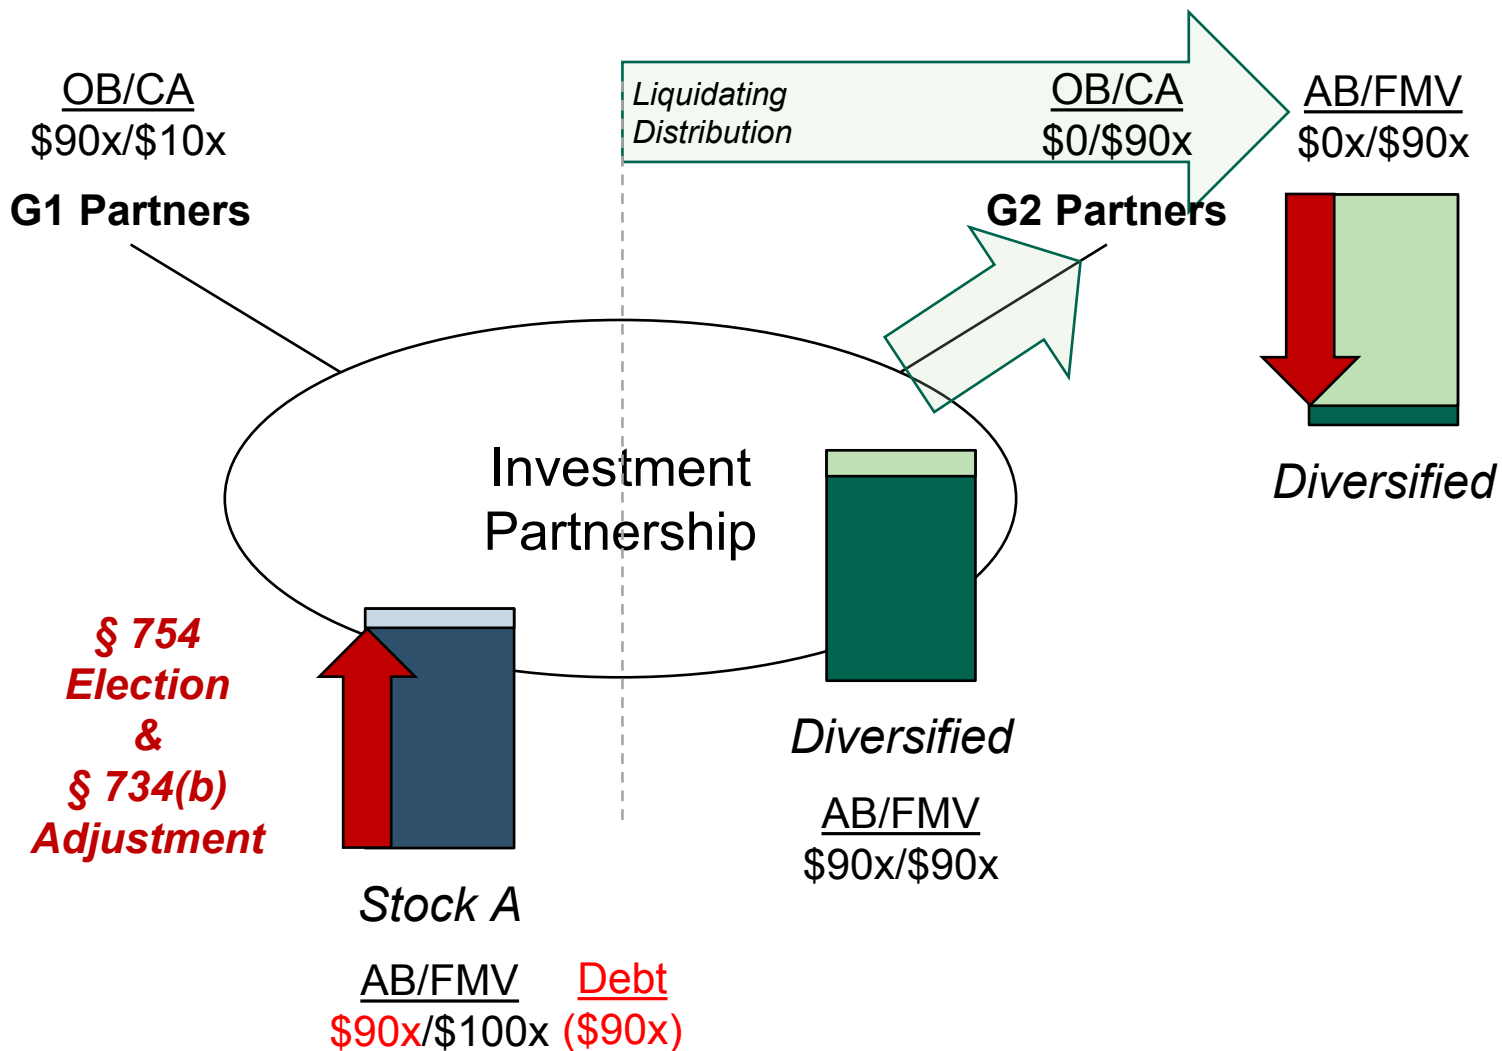 OB/CA
$90x/$10x
G1 Partners
Liquidating
Distribution
OB/CA
$0/$90x
G2 Partners
AB/FMV
$0x/$90x
Diversified
Investment
Partnership
§ 754
Election
&
§ 734(b)
Adjustment
Stock A
AB/FMV
$90x/$100x
Debt
($90x)
Diversified
AB/FMV
$90x/$90x